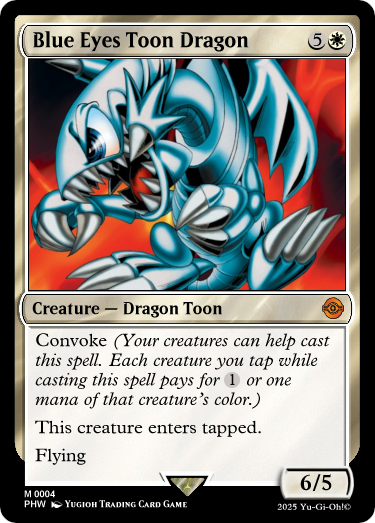 Blue Eyes Toon Dragon 5
Creature — Dragon Toon
Convoke (Your creatures can help cast
this spell. Each creature you tap while
casting this spell pays for 1 or one
mana of that creature's color.)
This creature enters tapped.
Flying
6/5
M 0004
PHW Yugioh Trading Card Game
2025 Yu-Gi-Oh!©